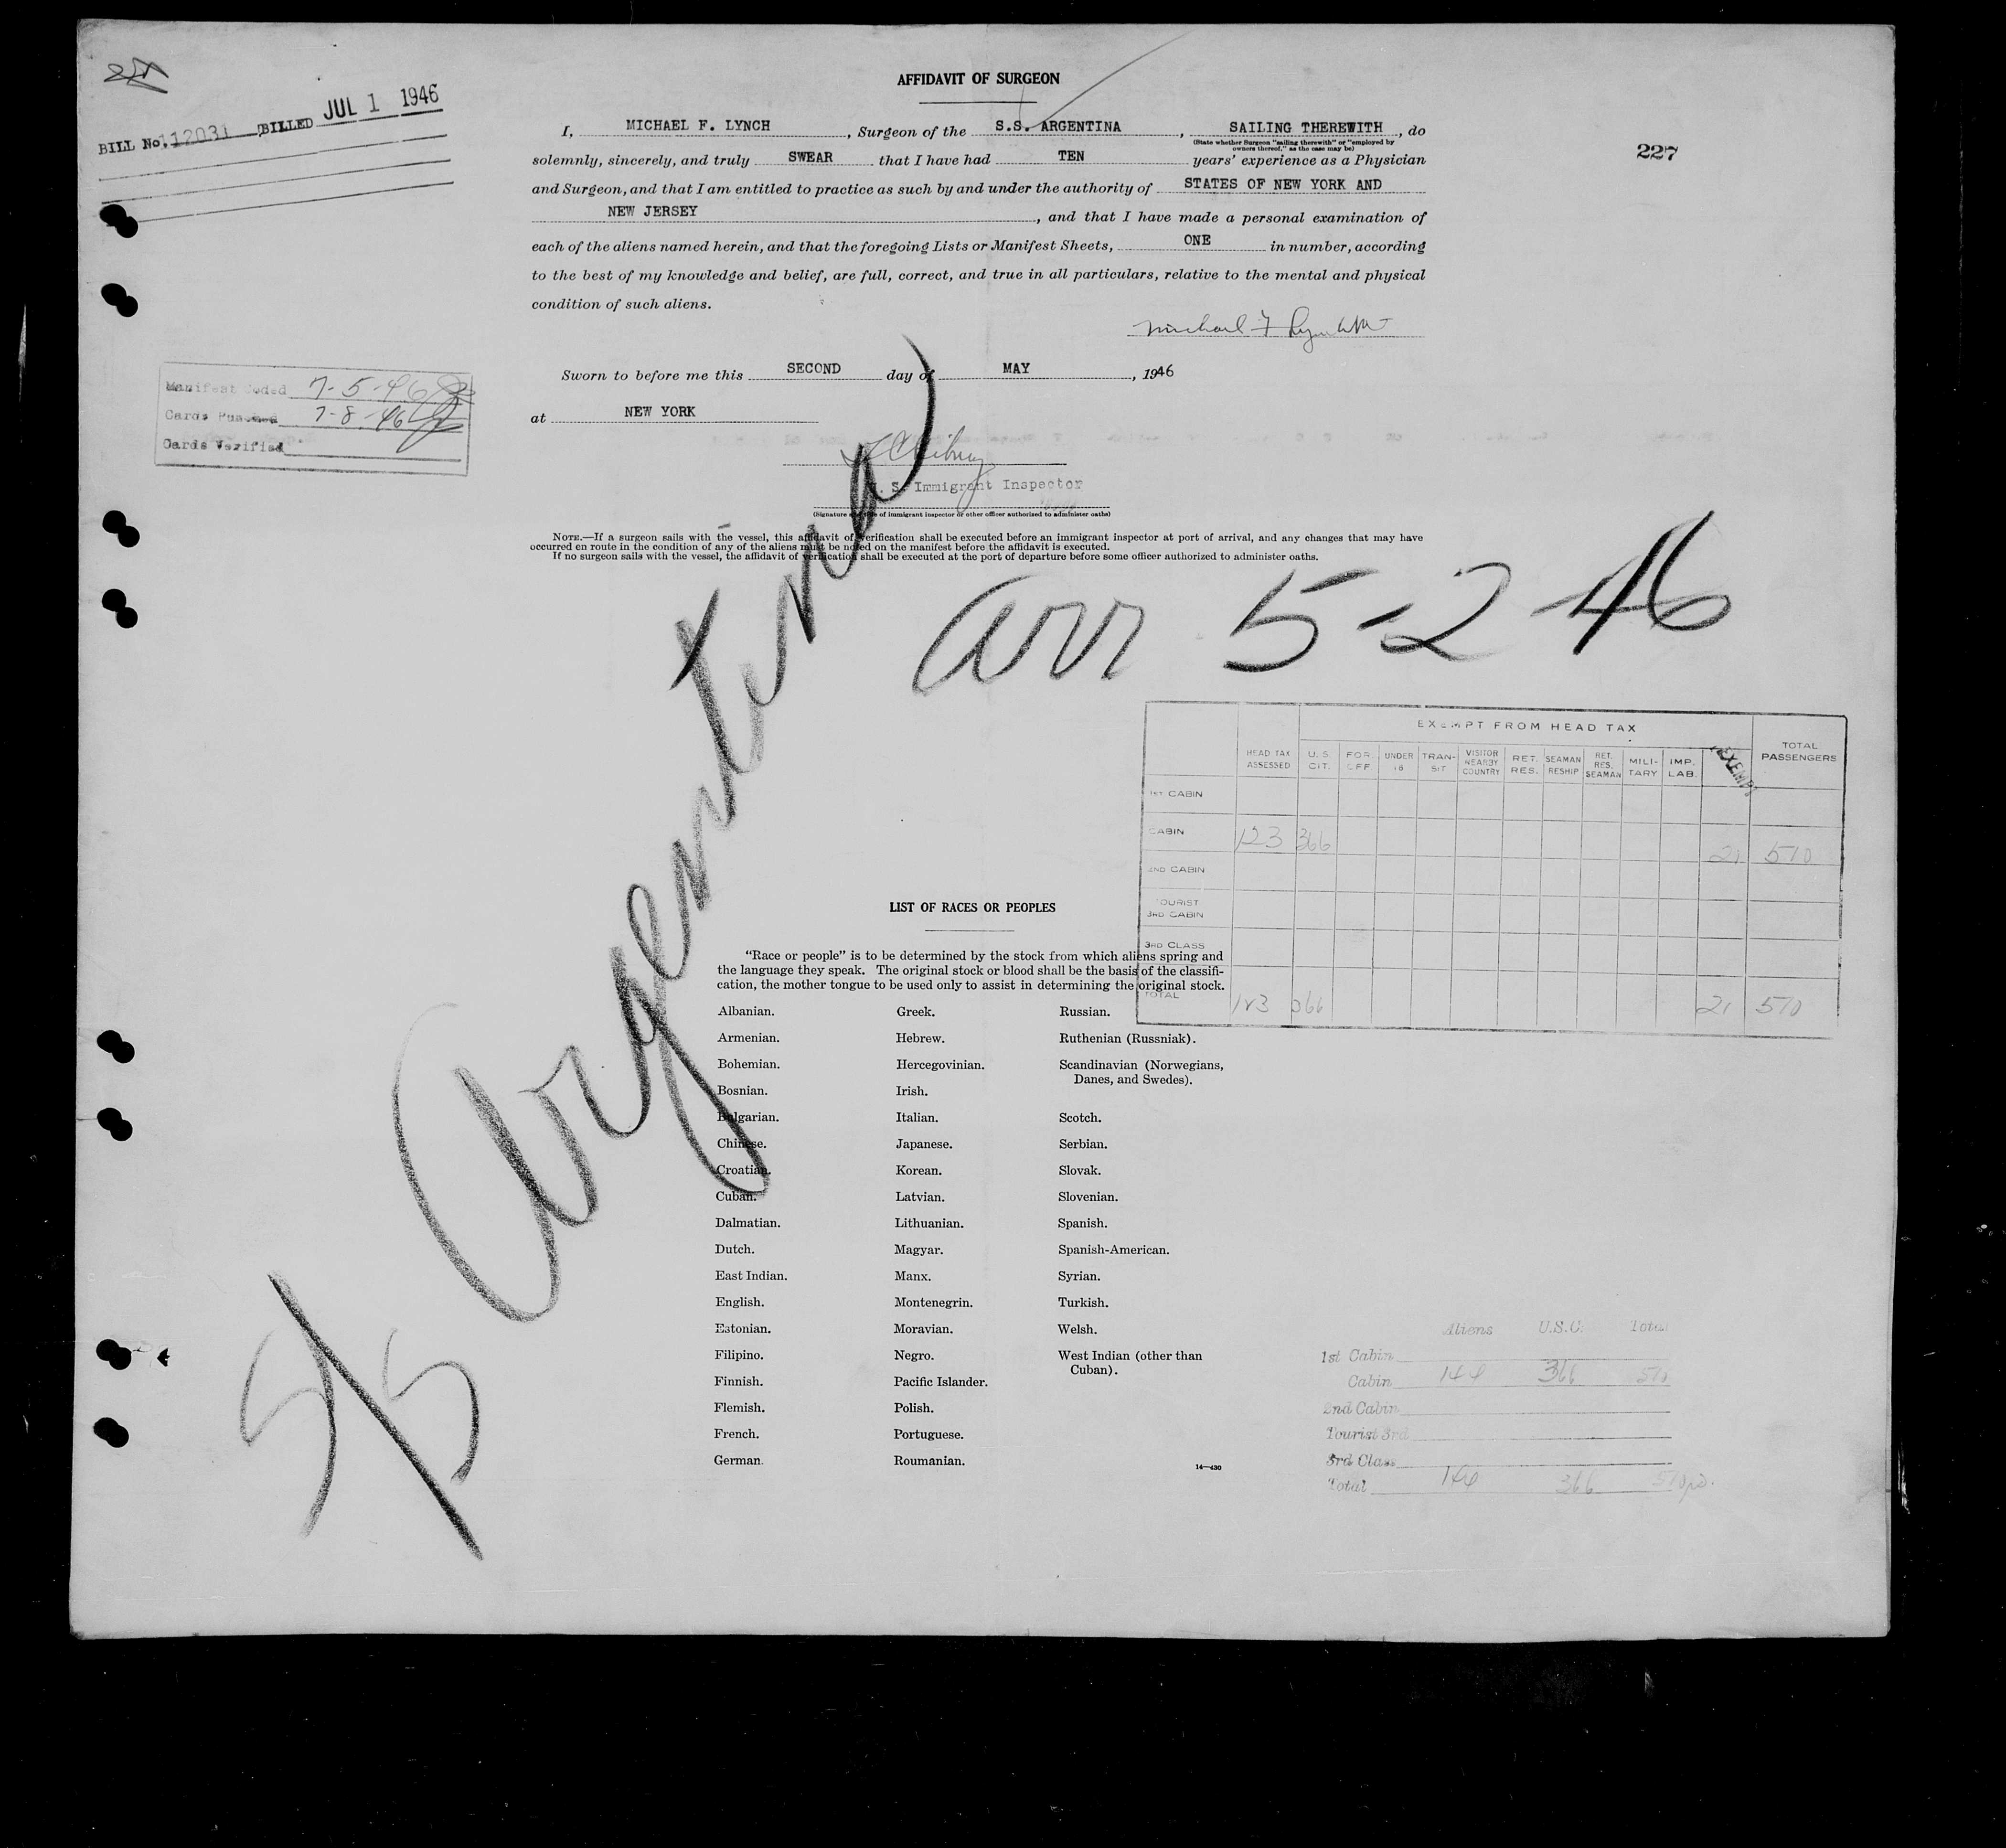 BILL No. 112031 BILLED JUL 1 1946
AFFIDAVIT OF SURGEON
227
I, MICHAEL F. LYNCH, Surgeon of the S.S. ARGENTINA, SAILING THEREWITH, do
(State whether Surgeon "sailing therewith" or "employed by
owners thereof," as the case may be)
solemnly, sincerely, and truly SWEAR that I have had TEN years' experience as a Physician
and Surgeon, and that I am entitled to practice as such by and under the authority of STATES OF NEW YORK AND
NEW JERSEY, and that I have made a personal examination of
each of the aliens named herein, and that the foregoing Lists or Manifest Sheets, ONE in number, according
to the best of my knowledge and belief, are full, correct, and true in all particulars, relative to the mental and physical
condition of such aliens.
Michael F Lynch
Manifest Coded 7-5-46
Cards Punched 7-8-46
Cards Verified
Sworn to before me this SECOND day of MAY, 1946
at NEW YORK
U. S. Immigrant Inspector
(Signature and title of immigrant inspector or other officer authorized to administer oaths)
NOTE.—If a surgeon sails with the vessel, this affidavit of verification shall be executed before an immigrant inspector at port of arrival, and any changes that may have
occurred en route in the condition of any of the aliens must be noted on the manifest before the affidavit is executed.
If no surgeon sails with the vessel, the affidavit of verification shall be executed at the port of departure before some officer authorized to administer oaths.
S/S Argentina
arr 5-2-46
EXEMPT FROM HEAD TAX
HEAD TAX ASSESSED U.S. CIT. FOR. OFF UNDER 16 TRANSIT VISITOR NEARBY COUNTRY RET. RES. SEAMAN RESHIP RET. RES. SEAMAN MILITARY IMP. LAB. EXEMPT TOTAL PASSENGERS
1ST CABIN
CABIN 123 366 21 510
2ND CABIN
TOURIST
3RD CABIN
3RD CLASS
TOTAL 123 366 21 510
LIST OF RACES OR PEOPLES
"Race or people" is to be determined by the stock from which aliens spring and
the language they speak. The original stock or blood shall be the basis of the classifi-
cation, the mother tongue to be used only to assist in determining the original stock.
Albanian.
Armenian.
Bohemian.
Bosnian.
Bulgarian.
Chinese.
Croatian.
Cuban.
Dalmatian.
Dutch.
East Indian.
English.
Estonian.
Filipino.
Finnish.
Flemish.
French.
German.
Greek.
Hebrew.
Hercegovinian.
Irish.
Italian.
Japanese.
Korean.
Latvian.
Lithuanian.
Magyar.
Manx.
Montenegrin.
Moravian.
Negro.
Pacific Islander.
Polish.
Portuguese.
Roumanian.
Russian.
Ruthenian (Russniak).
Scandinavian (Norwegians,
Danes, and Swedes).
Scotch.
Serbian.
Slovak.
Slovenian.
Spanish.
Spanish-American.
Syrian.
Turkish.
Welsh.
West Indian (other than
Cuban).
14—430
Aliens U.S.C. Total
1st Cabin
Cabin 144 366 510
2nd Cabin
Tourist 3rd
3rd Class
Total 144 366 510